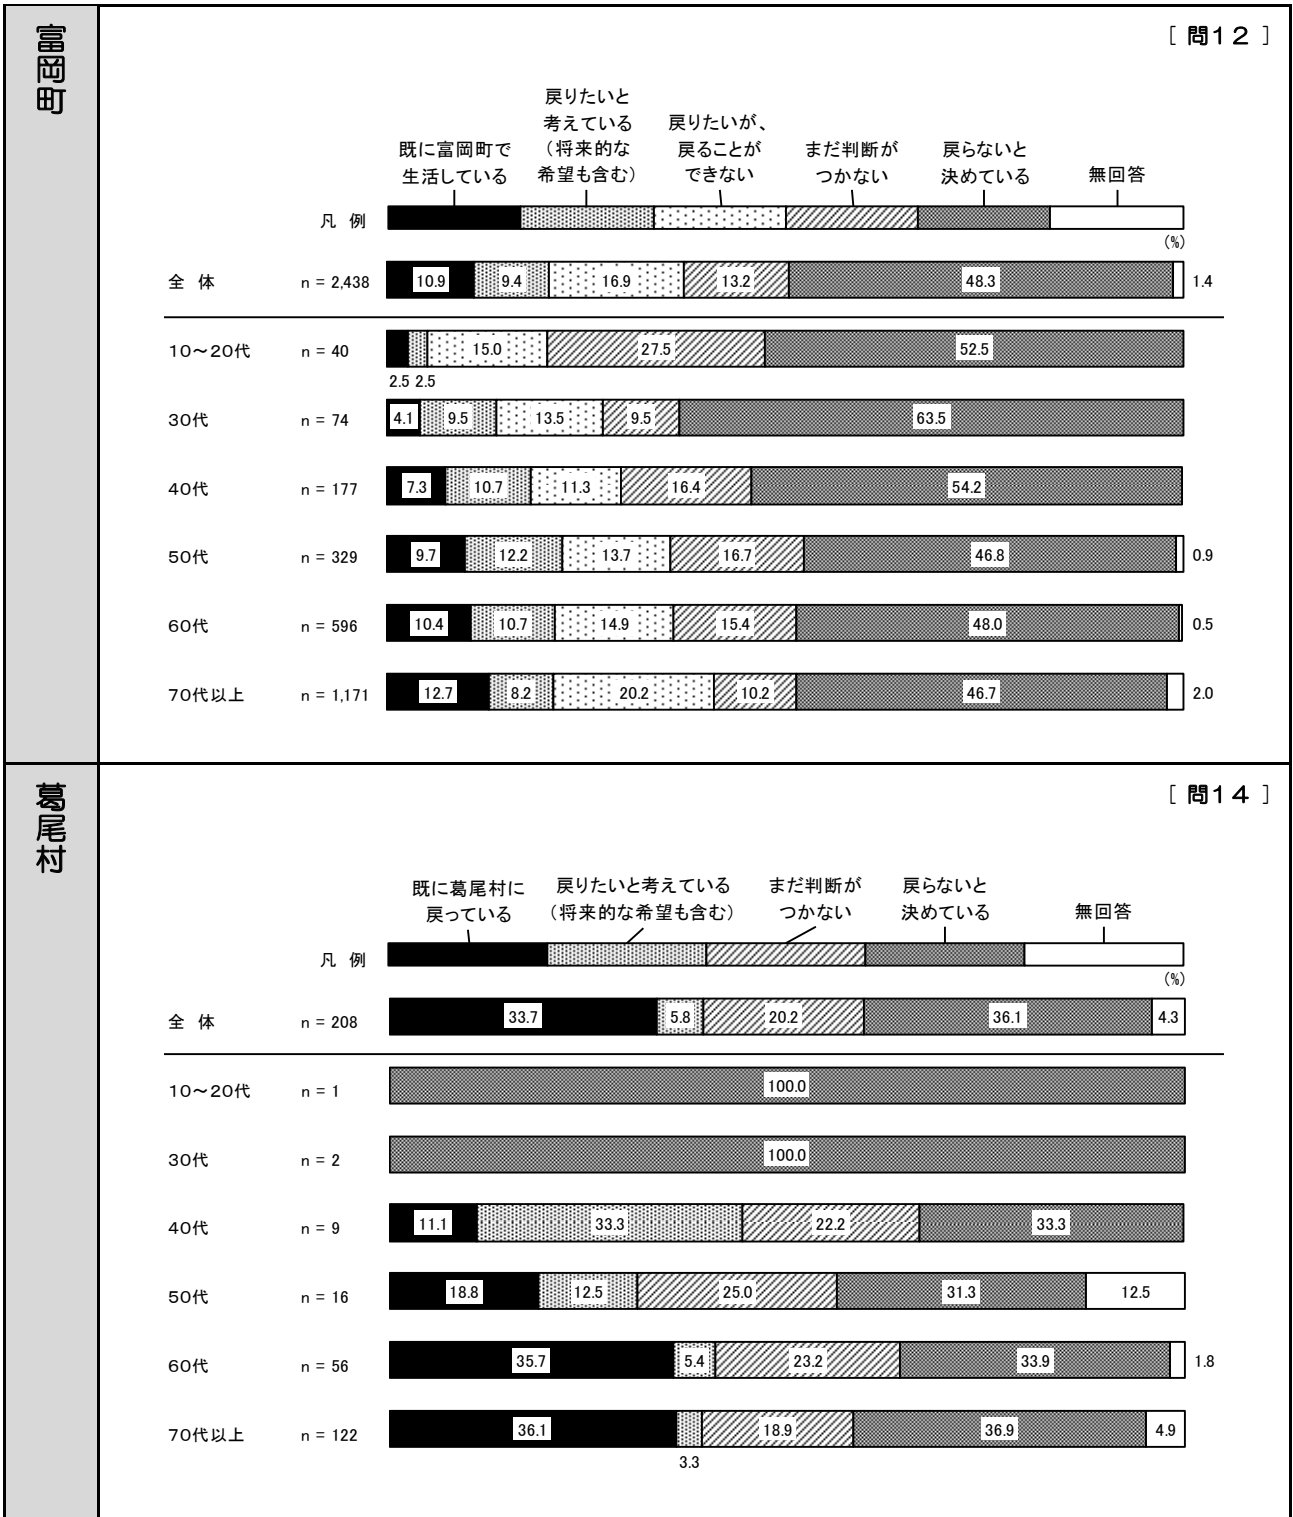 富岡町
［ 問12 ］
既に富岡町で
生活している
戻りたいと
考えている
（将来的な
希望も含む）
戻りたいが、
戻ることが
できない
まだ判断が
つかない
戻らないと
決めている
無回答
凡 例
(%)
全 体 n = 2,438 10.9 9.4 16.9 13.2 48.3 1.4
10～20代 n = 40 15.0 27.5 52.5
2.5 2.5
30代 n = 74 4.1 9.5 13.5 9.5 63.5
40代 n = 177 7.3 10.7 11.3 16.4 54.2
50代 n = 329 9.7 12.2 13.7 16.7 46.8 0.9
60代 n = 596 10.4 10.7 14.9 15.4 48.0 0.5
70代以上 n = 1,171 12.7 8.2 20.2 10.2 46.7 2.0
葛尾村
［ 問14 ］
既に葛尾村に
戻っている
戻りたいと考えている
（将来的な希望も含む）
まだ判断が
つかない
戻らないと
決めている
無回答
凡 例
(%)
全 体 n = 208 33.7 5.8 20.2 36.1 4.3
10～20代 n = 1 100.0
30代 n = 2 100.0
40代 n = 9 11.1 33.3 22.2 33.3
50代 n = 16 18.8 12.5 25.0 31.3 12.5
60代 n = 56 35.7 5.4 23.2 33.9 1.8
70代以上 n = 122 36.1 18.9 36.9 4.9
3.3